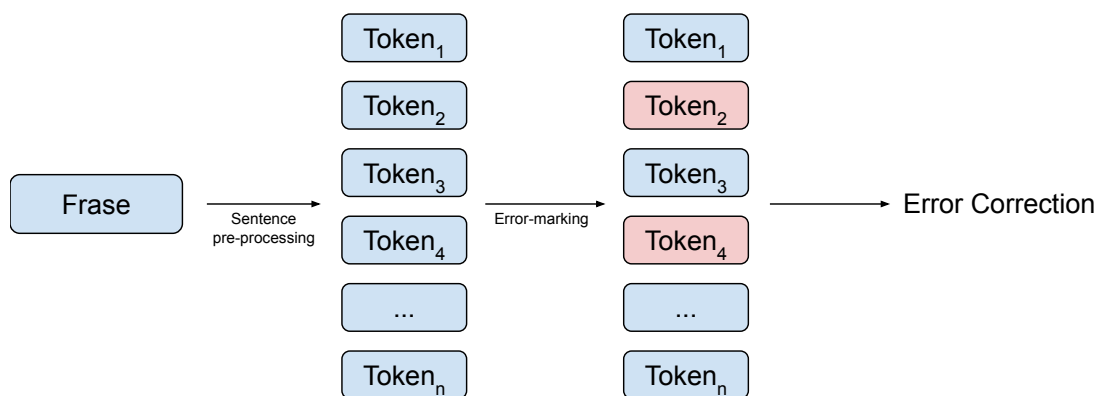 Frase
Sentence
pre-processing
Token1
Token2
Token3
Token4
...
Tokenn
Error-marking
Token1
Token2
Token3
Token4
...
Tokenn
Error Correction